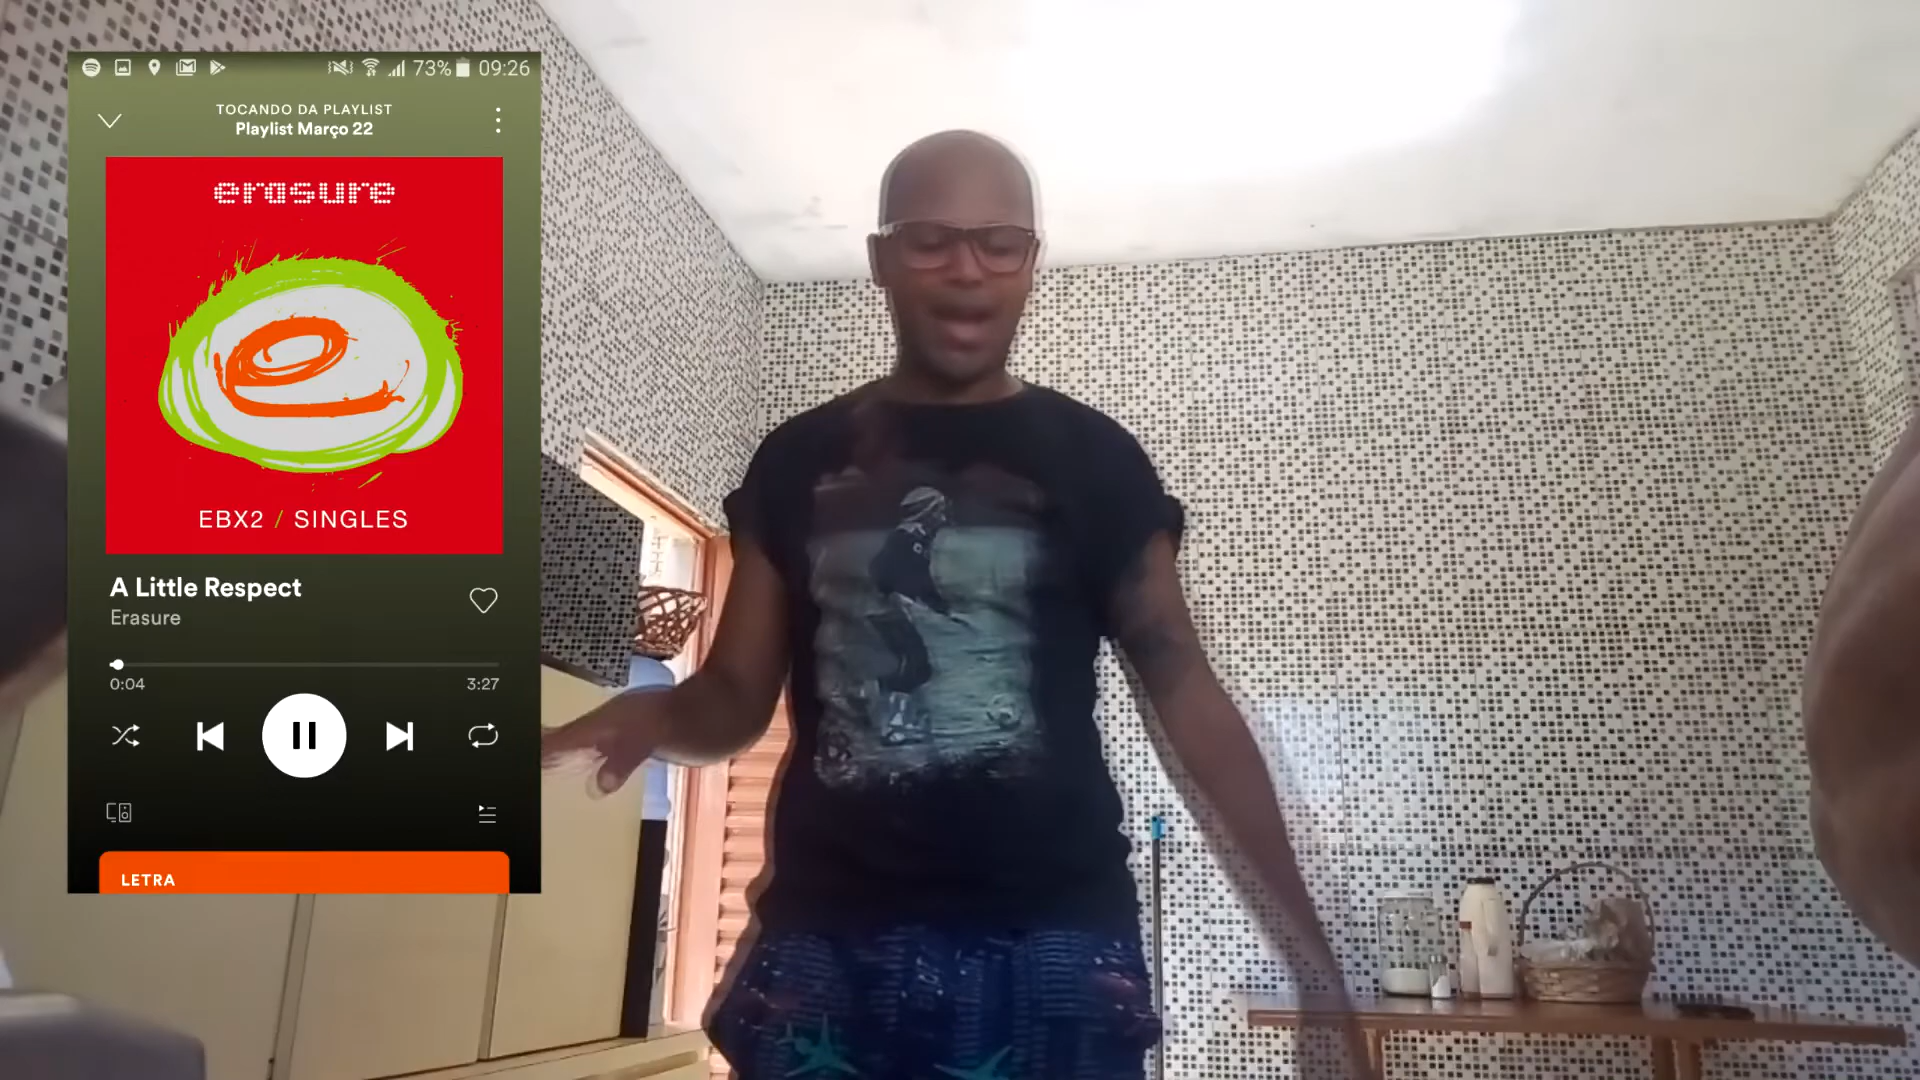 73% 09:26
TOCANDO DA PLAYLIST
Playlist Março 22
erasure
EBX2 / SINGLES
A Little Respect
Erasure
0:04 3:27
LETRA